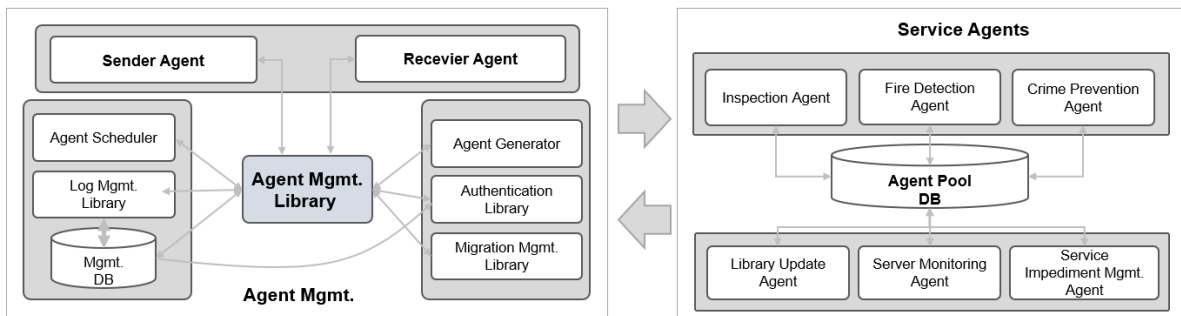 Sender Agent
Recevier Agent
Agent Scheduler
Log Mgmt.
Library
Mgmt.
DB
Agent Mgmt.
Library
Agent Generator
Authentication
Library
Migration Mgmt.
Library
Agent Mgmt.
Service Agents
Inspection Agent
Fire Detection
Agent
Crime Prevention
Agent
Agent Pool
DB
Library Update
Agent
Server Monitoring
Agent
Service
Impediment Mgmt.
Agent